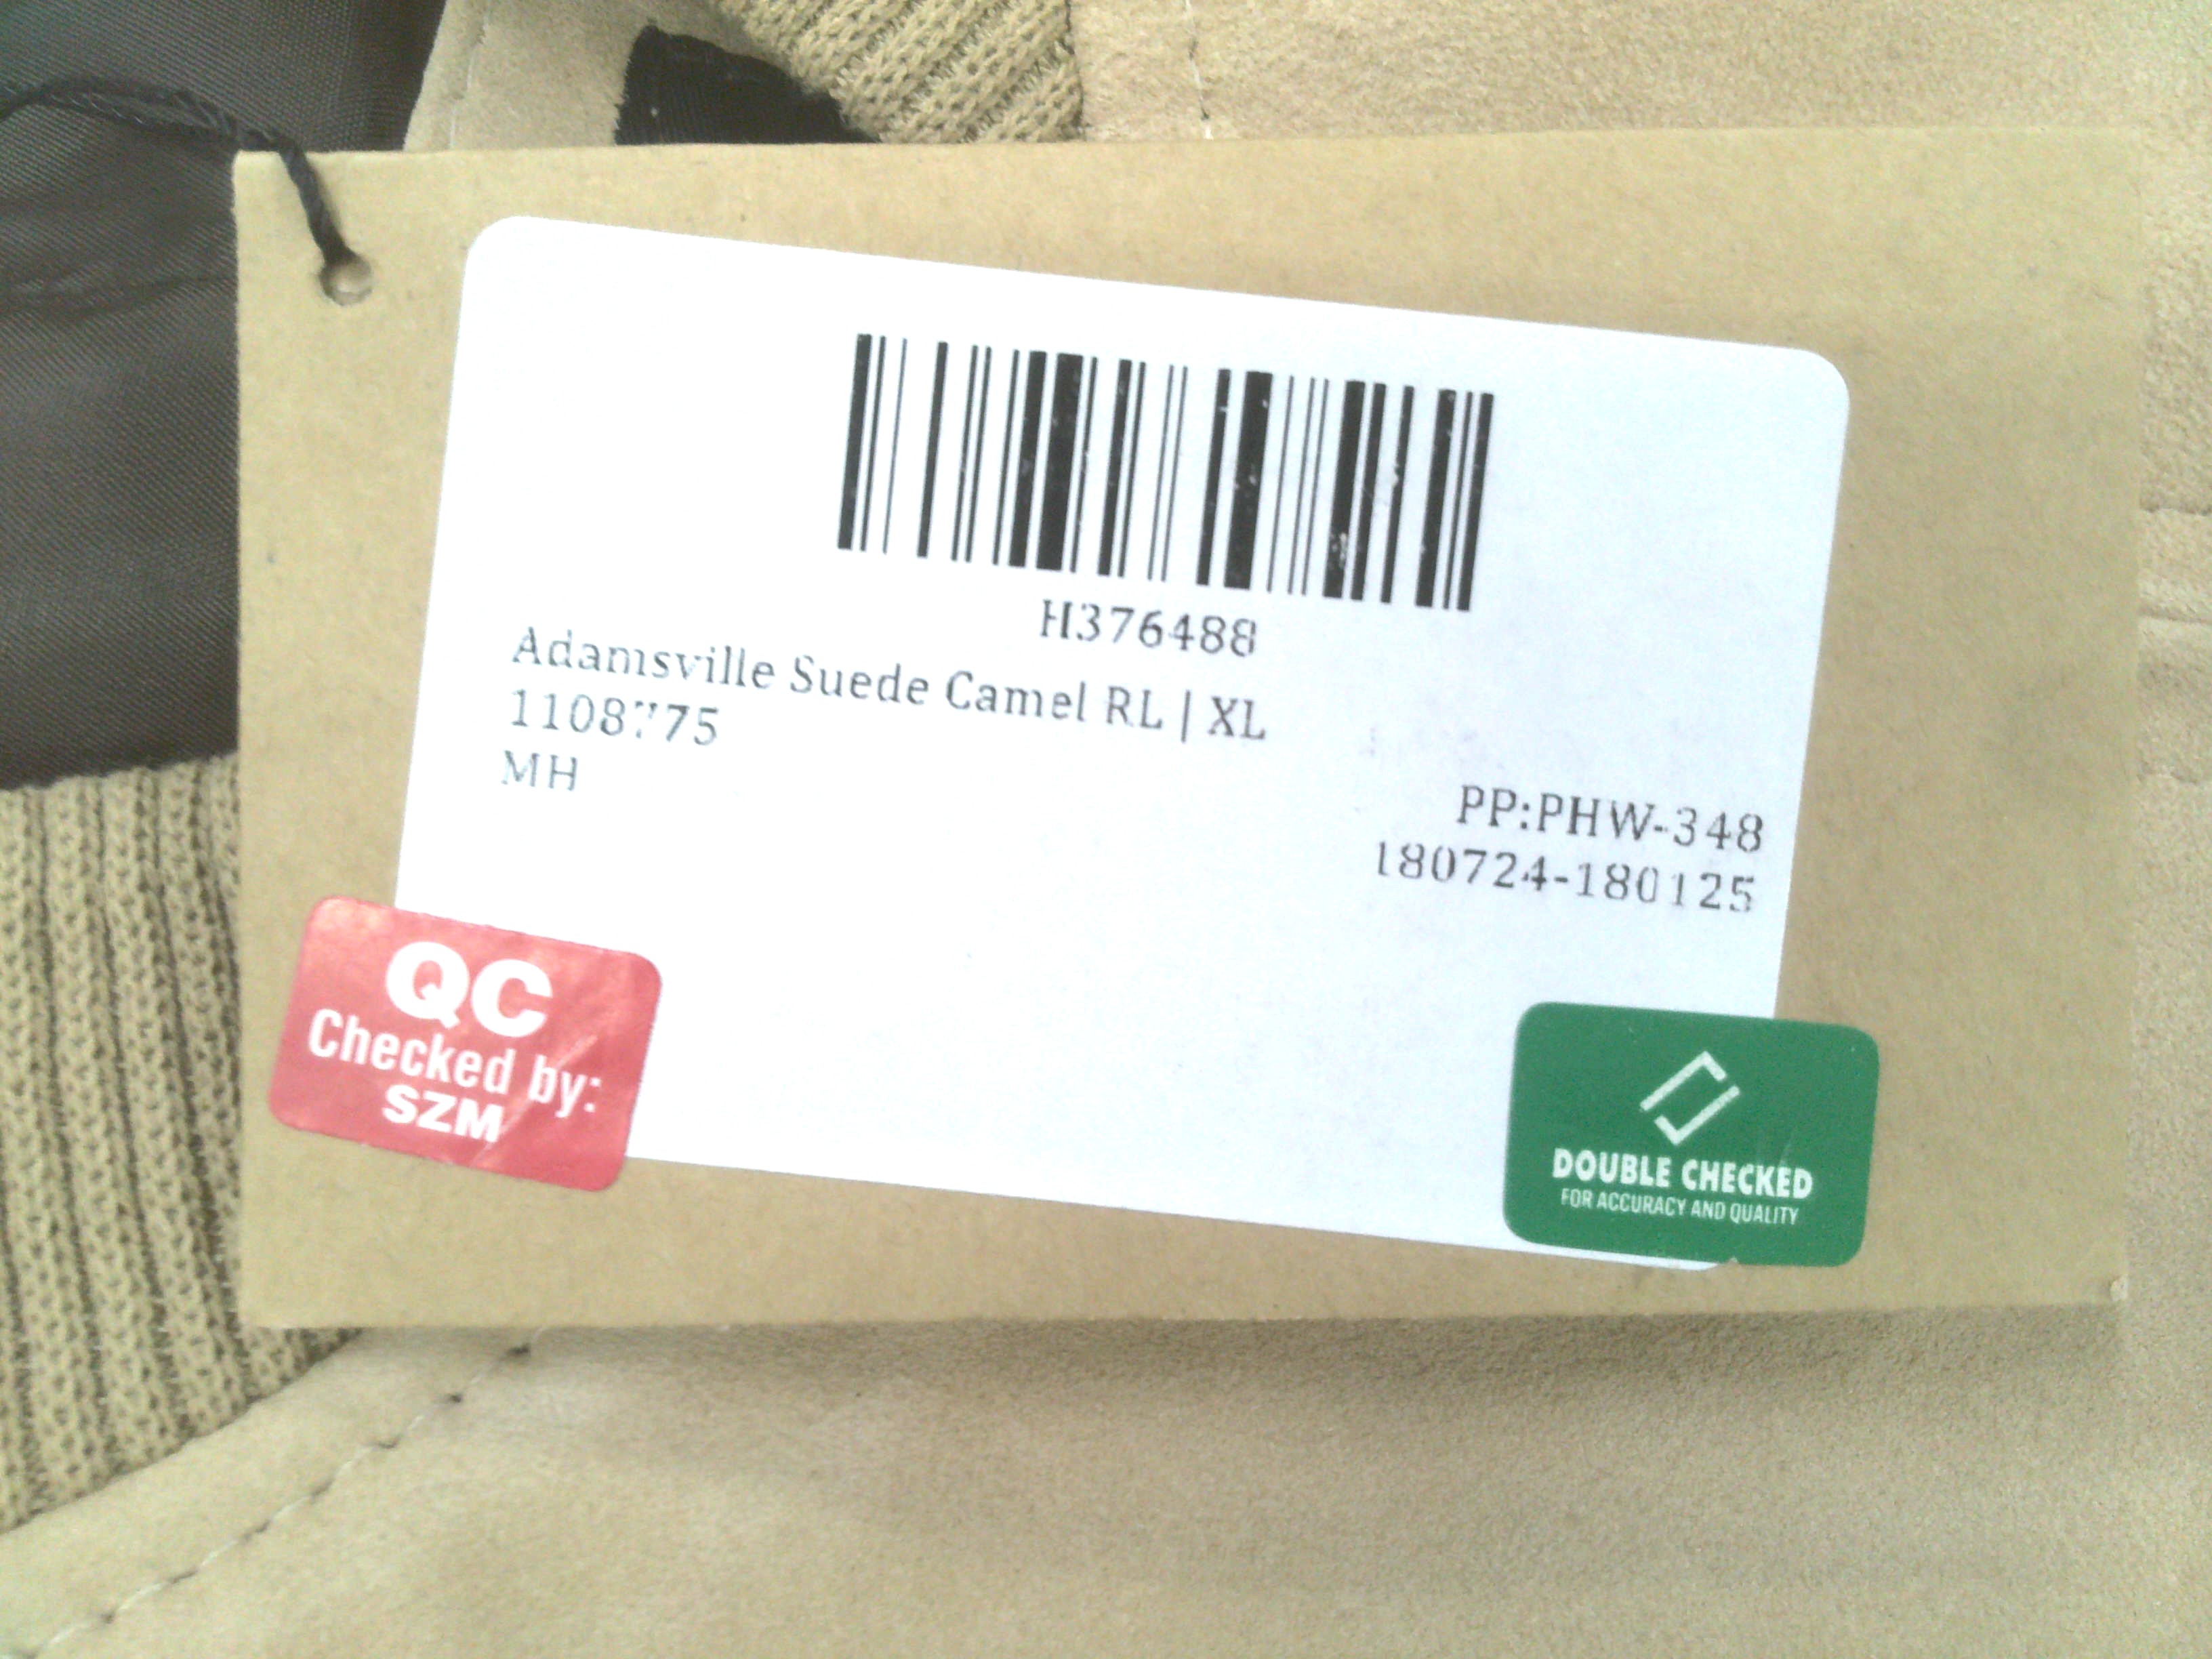 H376488
Adamsville Suede Camel RL | XL
1108775
MH
PP:PHW-348
180724-180125
QC
Checked by:
SZM
DOUBLE CHECKED
FOR ACCURACY AND QUALITY